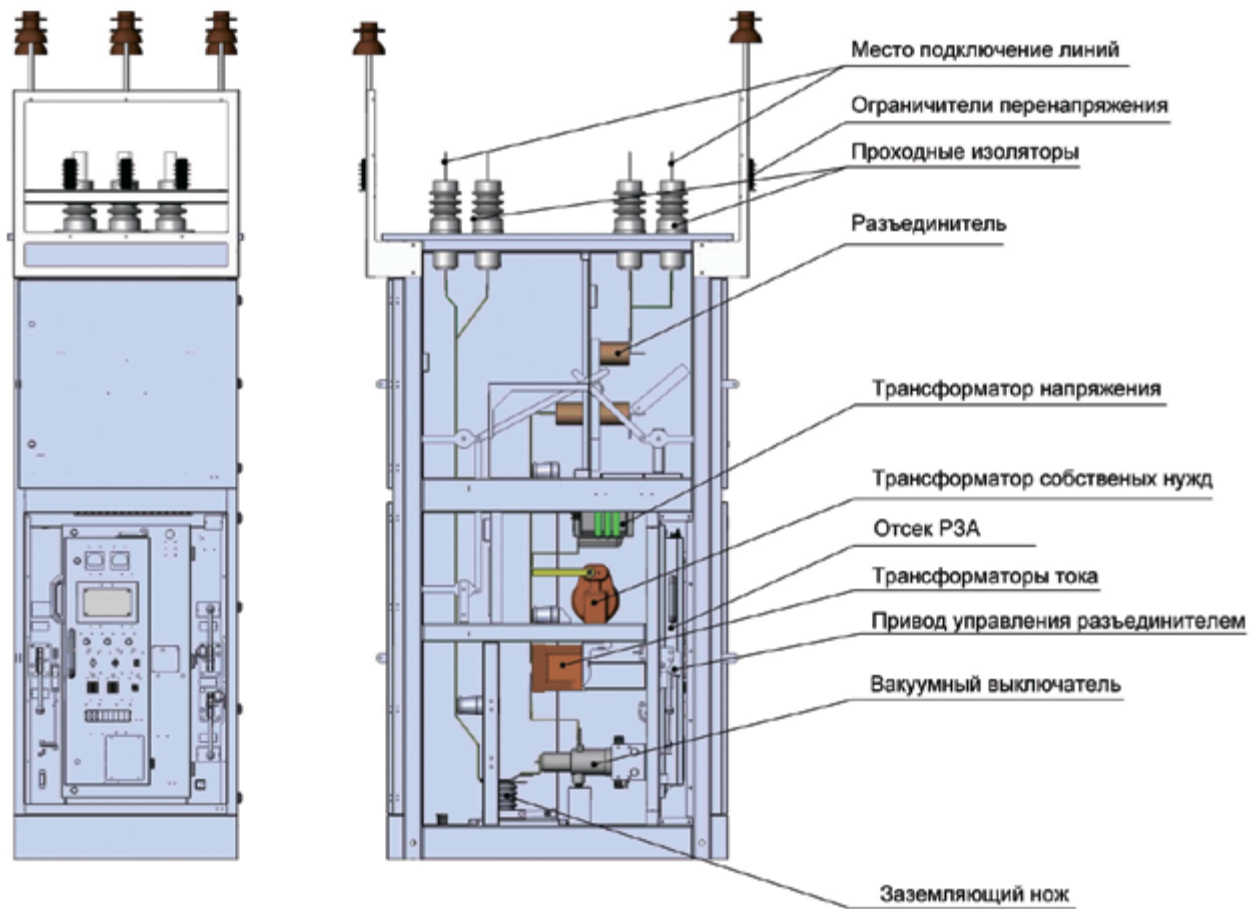 Место подключение линий
Ограничители перенапряжения
Проходные изоляторы
Разъединитель
Трансформатор напряжения
Трансформатор собственых нужд
Отсек РЗА
Трансформаторы тока
Привод управления разъединителем
Вакуумный выключатель
Заземляющий нож